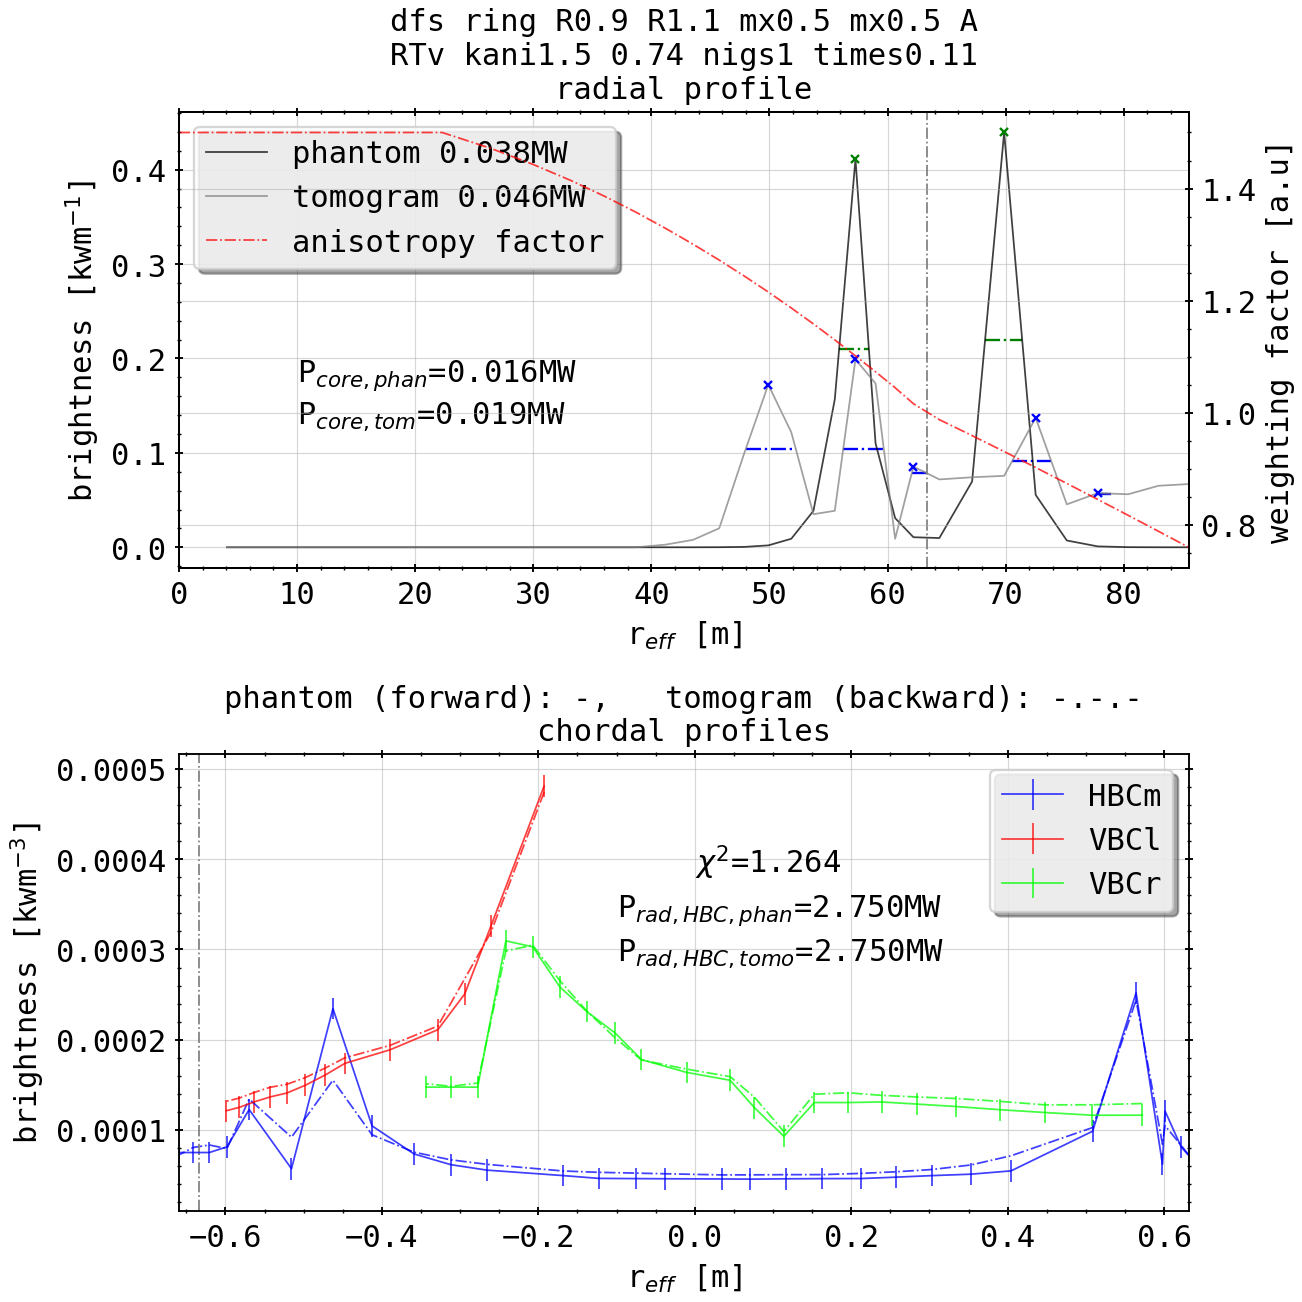 dfs ring R0.9 R1.1 mx0.5 mx0.5 A
RTv kani1.5 0.74 nigs1 times0.11
radial profile
phantom 0.038MW
tomogram 0.046MW
anisotropy factor
P_{core,phan}=0.016MW
P_{core,tom}=0.019MW
brightness [kwm^{-1}]
0.4
0.3
0.2
0.1
0.0
weighting factor [a.u]
1.4
1.2
1.0
0.8
0 10 20 30 40 50 60 70 80
r_{eff} [m]
phantom (forward): -,   tomogram (backward): -.-.-
chordal profiles
HBCm
VBCl
VBCr
χ^{2}=1.264
P_{rad,HBC,phan}=2.750MW
P_{rad,HBC,tomo}=2.750MW
brightness [kwm^{-3}]
0.0005
0.0004
0.0003
0.0002
0.0001
−0.6 −0.4 −0.2 0.0 0.2 0.4 0.6
r_{eff} [m]